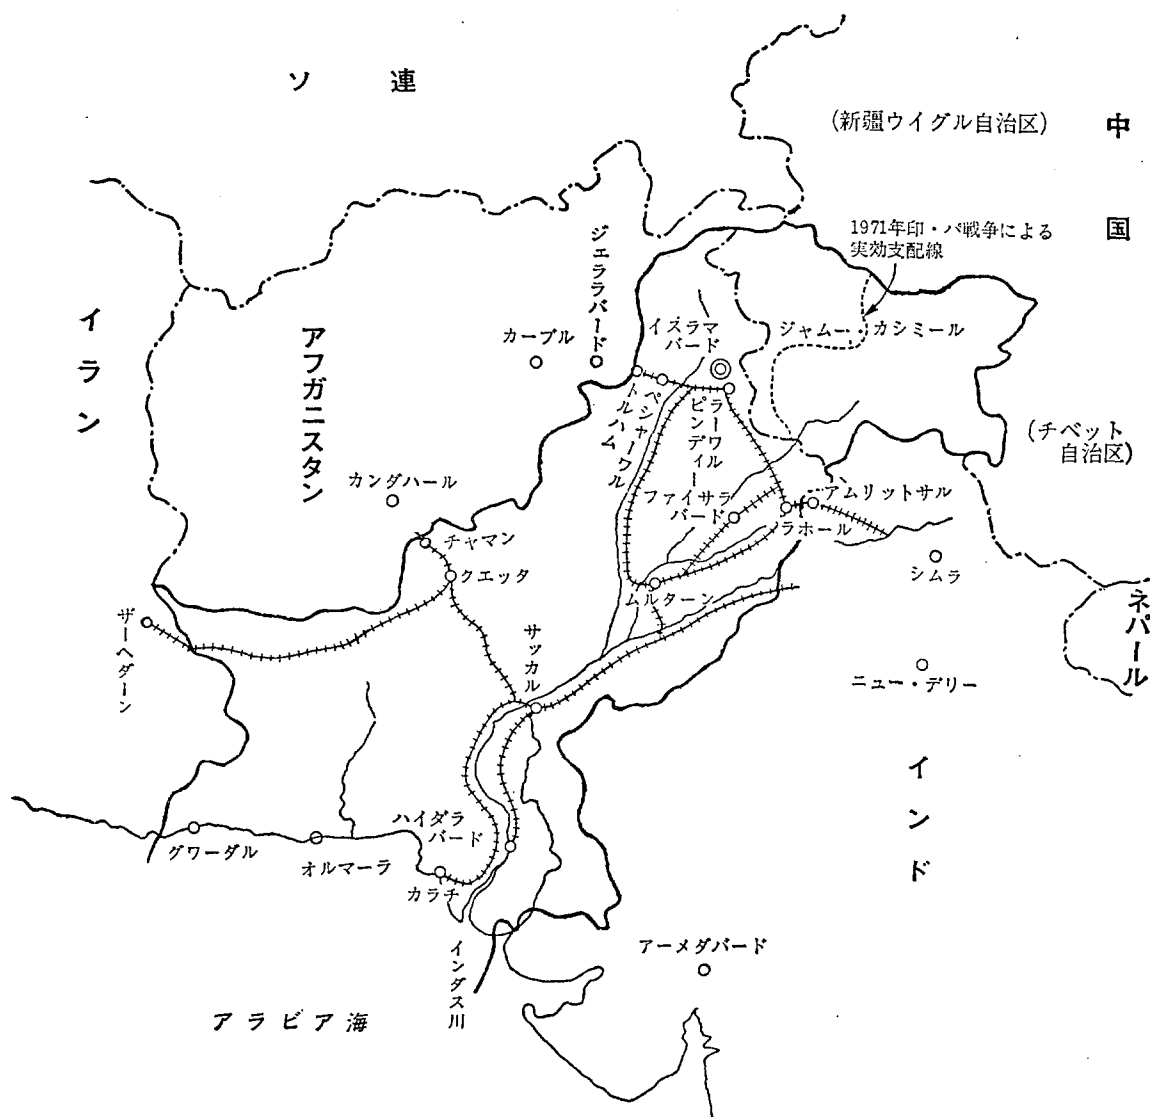 ソ連
(新疆ウイグル自治区)
中国
1971年印・パ戦争による
実効支配線
イラン
アフガニスタン
ジェララバード
カーブル
イスラマ
バード
ジャムー・カシミール
トルハム
ペシャーワル
ラーワル
ピンディー
(チベット
自治区)
カンダハール
ファイサラ
バード
アムリットサル
ラホール
チャマン
クエッタ
シムラ
ムルターン
ネパール
ザーヘダーン
サッカル
ニュー・デリー
インド
ハイダラ
バード
グワーダル
オルマーラ
カラチ
インダス川
アーメダバード
アラビア海